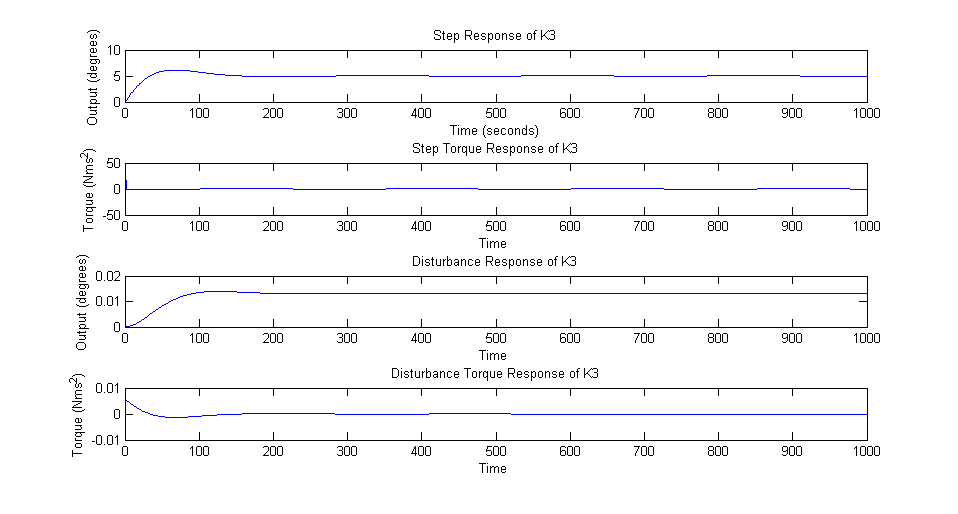 Step Response of K3
Output (degrees)
10
5
0
0 100 200 300 400 500 600 700 800 900 1000
Time (seconds)
Step Torque Response of K3
Torque (Nms²)
50
0
-50
0 100 200 300 400 500 600 700 800 900 1000
Time
Disturbance Response of K3
Output (degrees)
0.02
0.01
0
0 100 200 300 400 500 600 700 800 900 1000
Time
Disturbance Torque Response of K3
Torque (Nms²)
0.01
0
-0.01
0 100 200 300 400 500 600 700 800 900 1000
Time